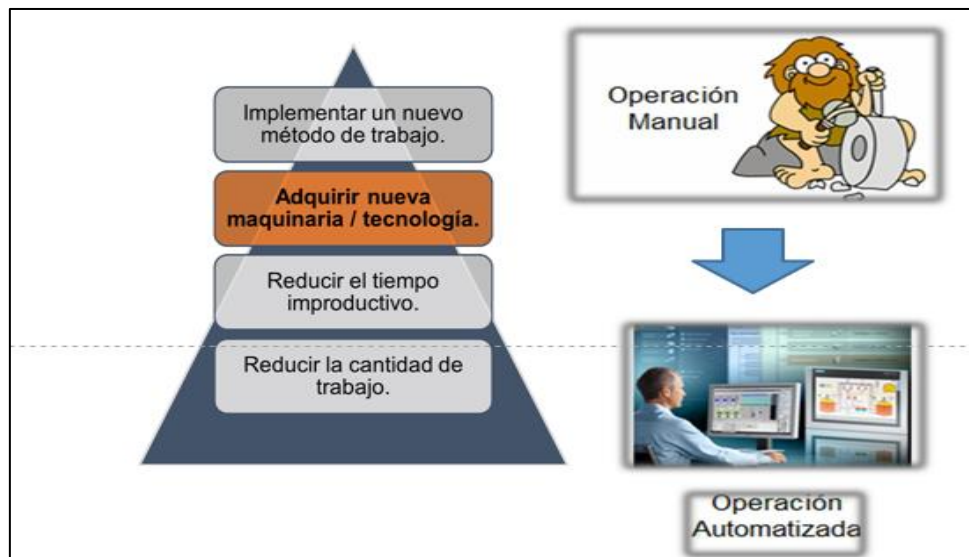 Implementar un nuevo
método de trabajo.
Adquirir nueva
maquinaria / tecnología.
Reducir el tiempo
improductivo.
Reducir la cantidad de
trabajo.
Operación
Manual
Operación
Automatizada